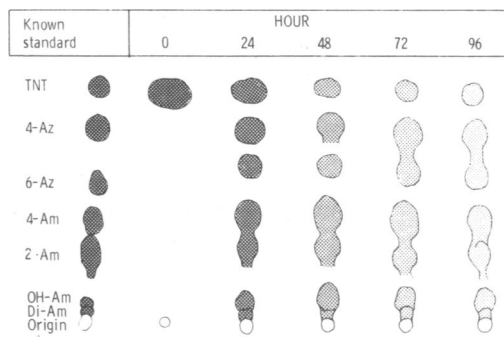 Known standard
HOUR
0 24 48 72 96
TNT
4-Az
6-Az
4-Am
2-Am
OH-Am
Di-Am
Origin